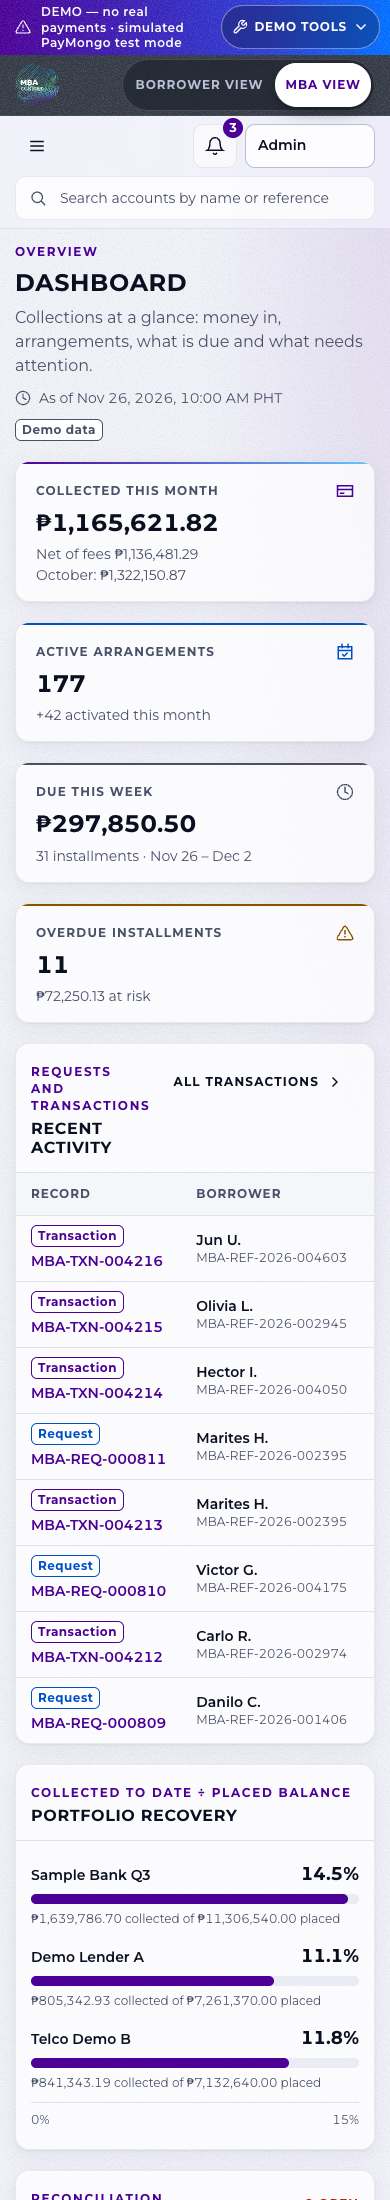 DEMO — no real
payments · simulated
PayMongo test mode
DEMO TOOLS
MBA
BORROWER VIEW
MBA VIEW
3
Admin
Search accounts by name or reference
OVERVIEW
DASHBOARD
Collections at a glance: money in,
arrangements, what is due and what needs
attention.
As of Nov 26, 2026, 10:00 AM PHT
Demo data
COLLECTED THIS MONTH
₱1,165,621.82
Net of fees ₱1,136,481.29
October: ₱1,322,150.87
ACTIVE ARRANGEMENTS
177
+42 activated this month
DUE THIS WEEK
₱297,850.50
31 installments · Nov 26 – Dec 2
OVERDUE INSTALLMENTS
11
₱72,250.13 at risk
REQUESTS
AND
TRANSACTIONS
RECENT
ACTIVITY
ALL TRANSACTIONS
RECORD BORROWER
Transaction
MBA-TXN-004216
Jun U.
MBA-REF-2026-004603
Transaction
MBA-TXN-004215
Olivia L.
MBA-REF-2026-002945
Transaction
MBA-TXN-004214
Hector I.
MBA-REF-2026-004050
Request
MBA-REQ-000811
Marites H.
MBA-REF-2026-002395
Transaction
MBA-TXN-004213
Marites H.
MBA-REF-2026-002395
Request
MBA-REQ-000810
Victor G.
MBA-REF-2026-004175
Transaction
MBA-TXN-004212
Carlo R.
MBA-REF-2026-002974
Request
MBA-REQ-000809
Danilo C.
MBA-REF-2026-001406
COLLECTED TO DATE ÷ PLACED BALANCE
PORTFOLIO RECOVERY
Sample Bank Q3 14.5%
₱1,639,786.70 collected of ₱11,306,540.00 placed
Demo Lender A 11.1%
₱805,342.93 collected of ₱7,261,370.00 placed
Telco Demo B 11.8%
₱841,343.19 collected of ₱7,132,640.00 placed
0% 15%
RECONCILIATION